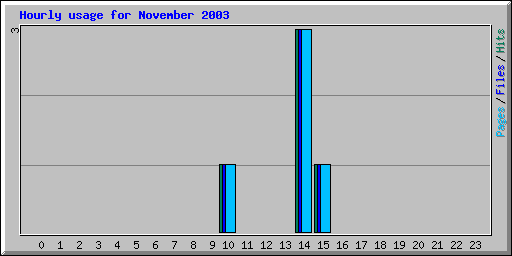 Hourly usage for November 2003
3
Pages/Files/Hits
0 1 2 3 4 5 6 7 8 9 10 11 12 13 14 15 16 17 18 19 20 21 22 23